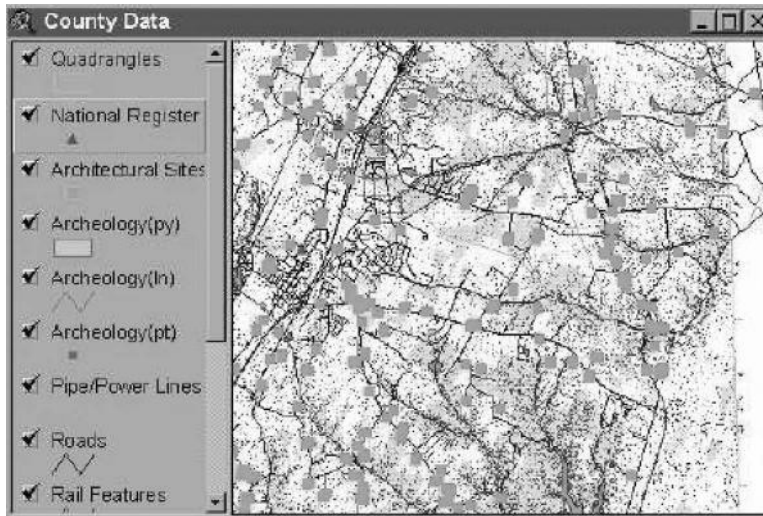 County Data
Quadrangles
National Register
Architectural Sites
Archeology(py)
Archeology(ln)
Archeology(pt)
Pipe/Power Lines
Roads
Rail Features